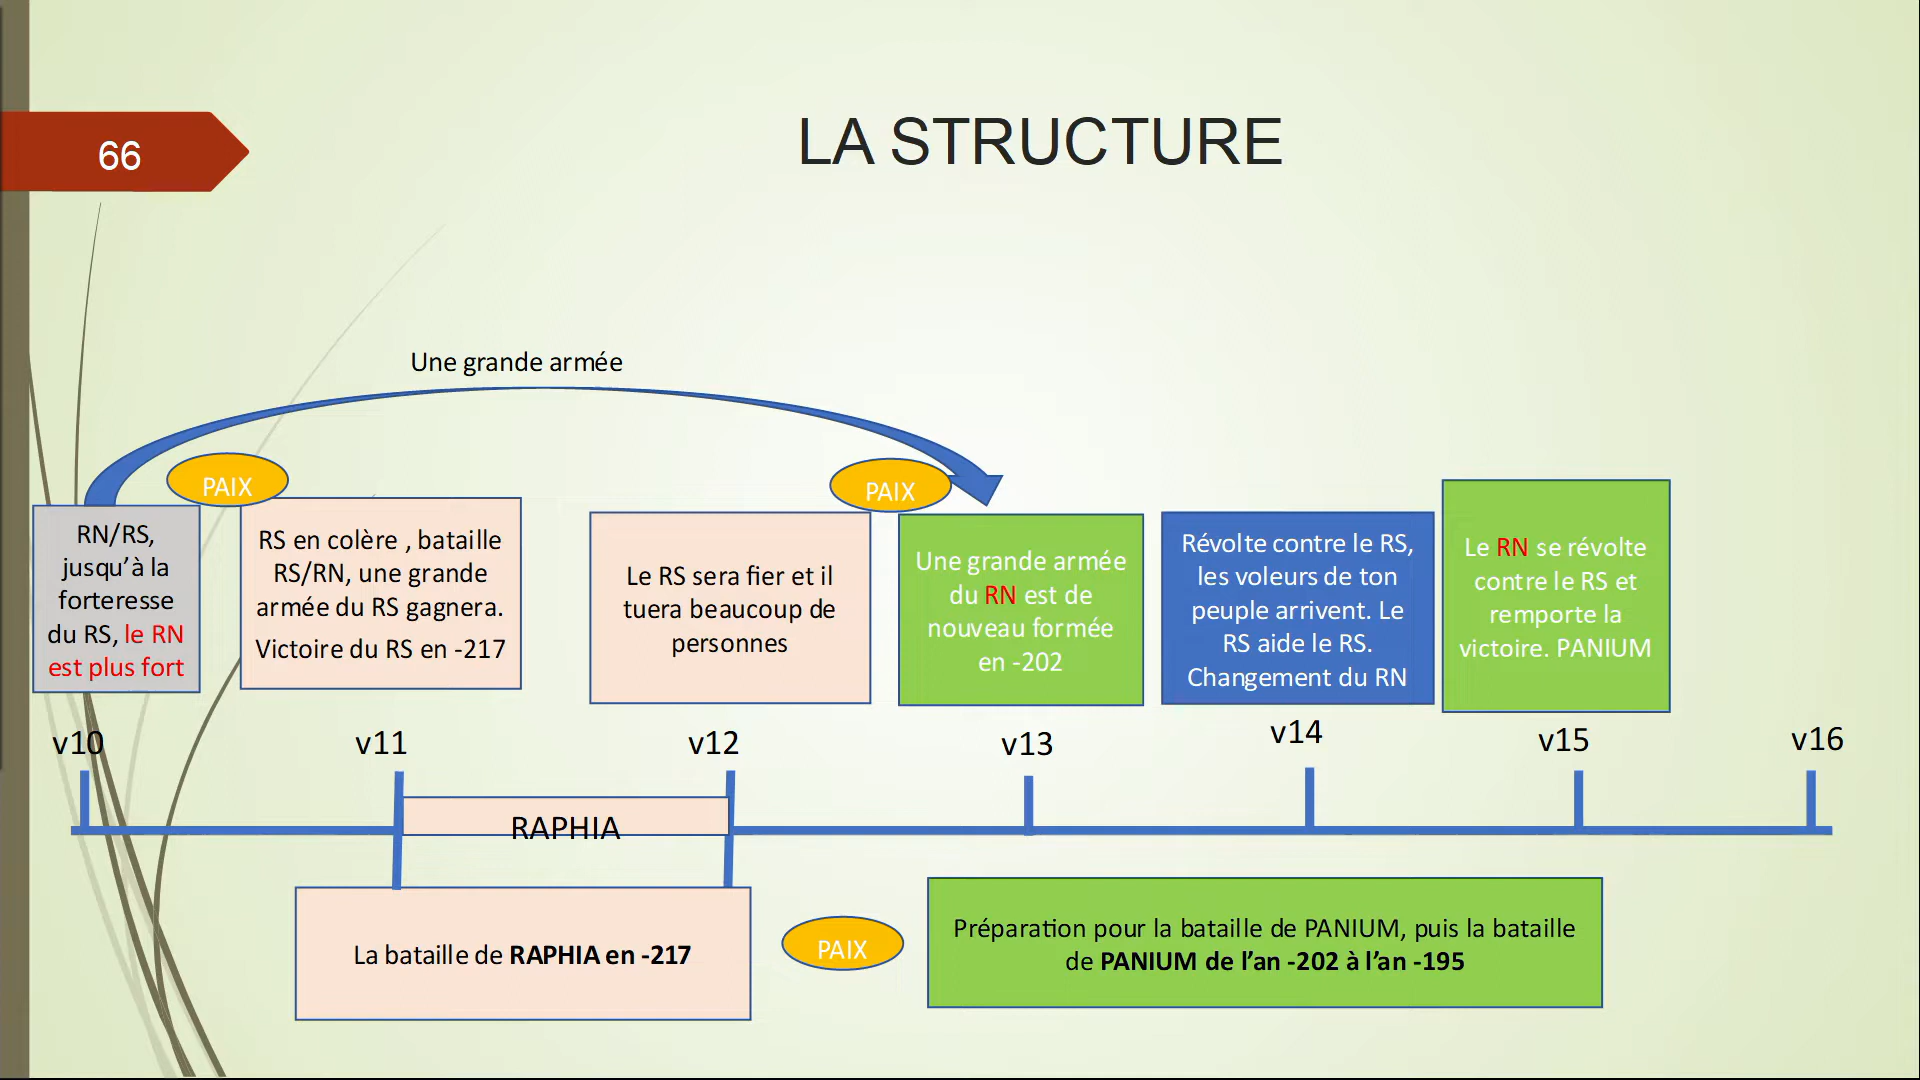 66
LA STRUCTURE
Une grande armée
PAIX
PAIX
RN/RS,
jusqu’à la
forteresse
du RS, le RN
est plus fort
RS en colère , bataille
RS/RN, une grande
armée du RS gagnera.
Victoire du RS en -217
Le RS sera fier et il
tuera beaucoup de
personnes
Une grande armée
du RN est de
nouveau formée
en -202
Révolte contre le RS,
les voleurs de ton
peuple arrivent. Le
RS aide le RS.
Changement du RN
Le RN se révolte
contre le RS et
remporte la
victoire. PANIUM
v10
v11
v12
v13
v14
v15
v16
RAPHIA
La bataille de RAPHIA en -217
PAIX
Préparation pour la bataille de PANIUM, puis la bataille
de PANIUM de l’an -202 à l’an -195